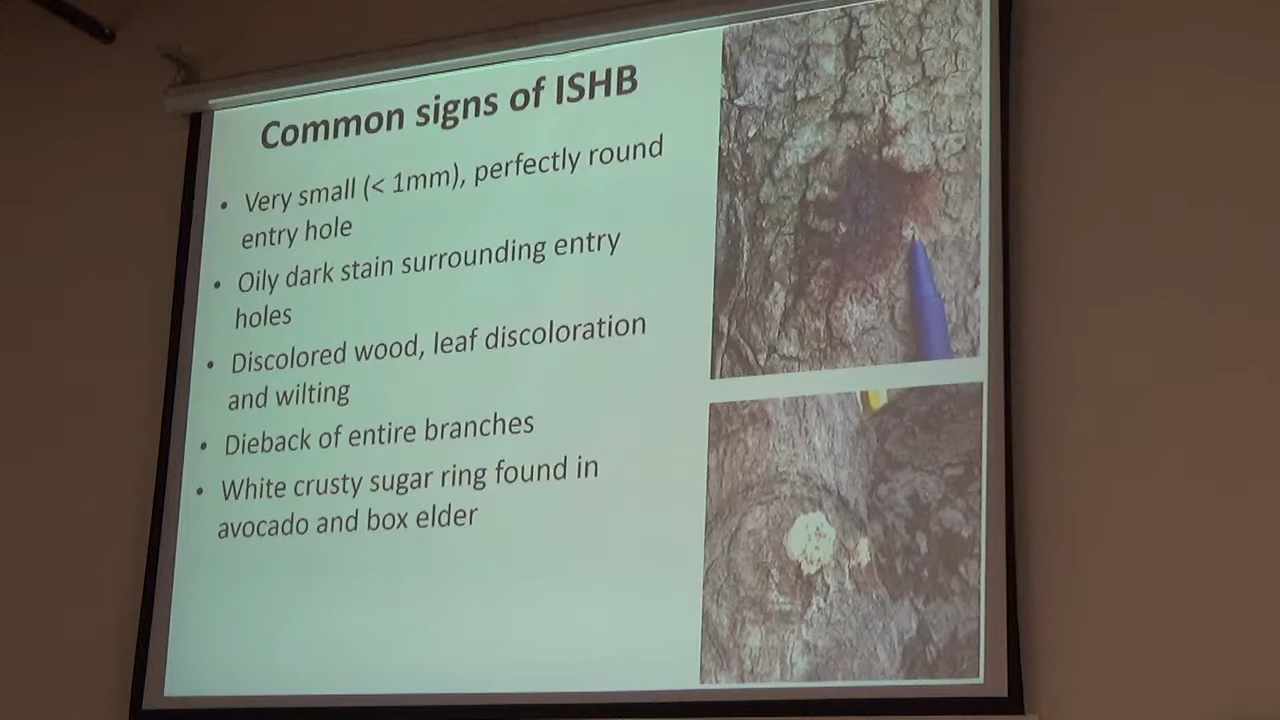 Common signs of ISHB
• Very small (< 1mm), perfectly round
entry hole
• Oily dark stain surrounding entry
holes
• Discolored wood, leaf discoloration
and wilting
• Dieback of entire branches
• White crusty sugar ring found in
avocado and box elder